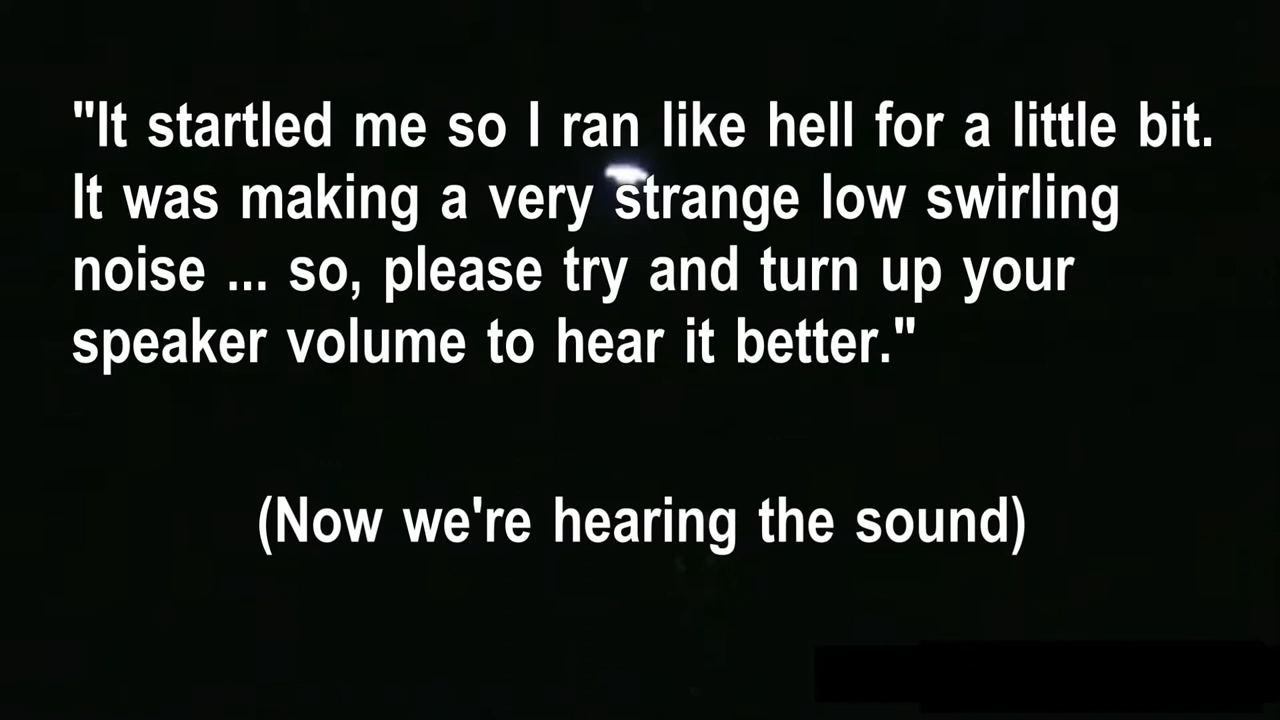 "It startled me so I ran like hell for a little bit.
It was making a very strange low swirling
noise ... so, please try and turn up your
speaker volume to hear it better."
(Now we're hearing the sound)